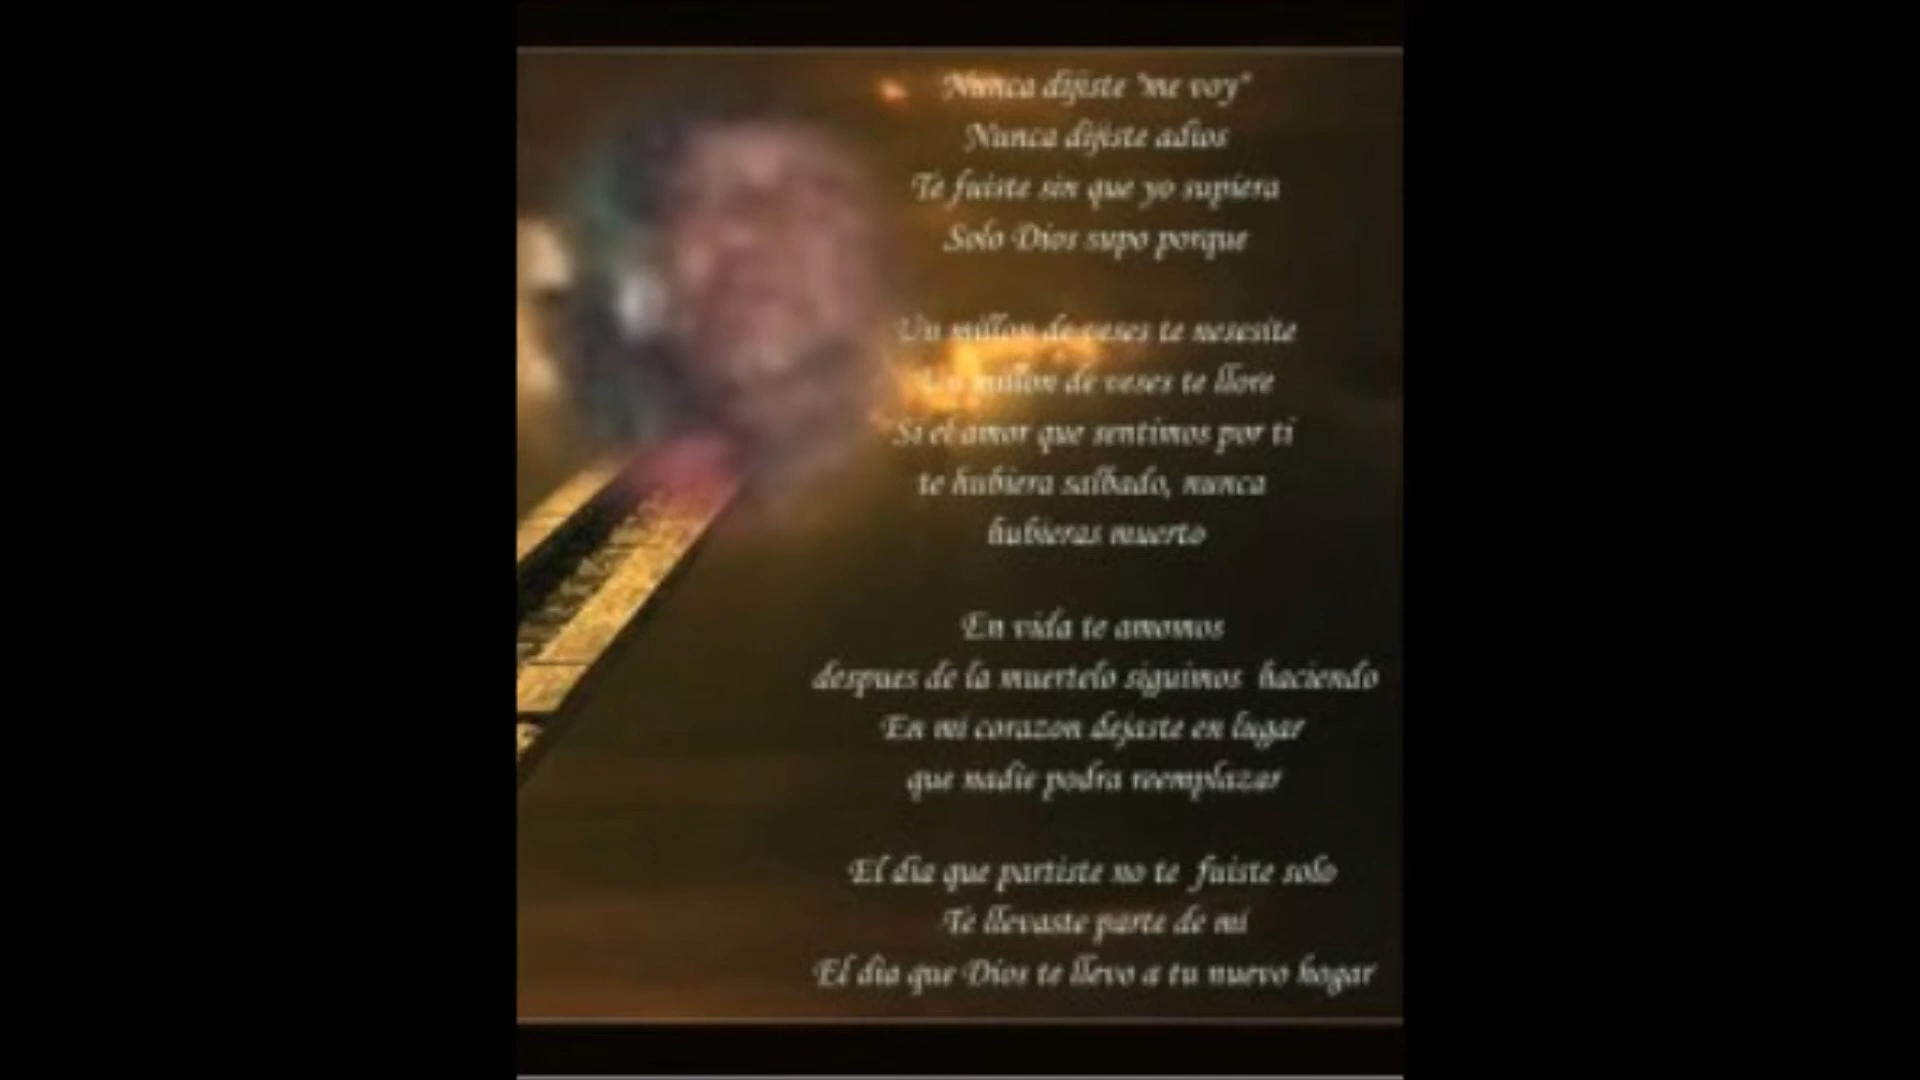 Nunca dijiste "me voy"
Nunca dijiste adios
Te fuiste sin que yo supiera
Solo Dios supo porque
Un millon de veses te nesesite
Un millon de veses te llore
Si el amor que sentimos por ti
te hubiera salbado, nunca
hubieras muerto
En vida te amomos
despues de la muertelo siguimos haciendo
En mi corazon dejaste en lugar
que nadie podra reemplazar
El dia que partiste no te fuiste solo
Te llevaste parte de mi
El dia que Dios te llevo a tu nuevo hogar